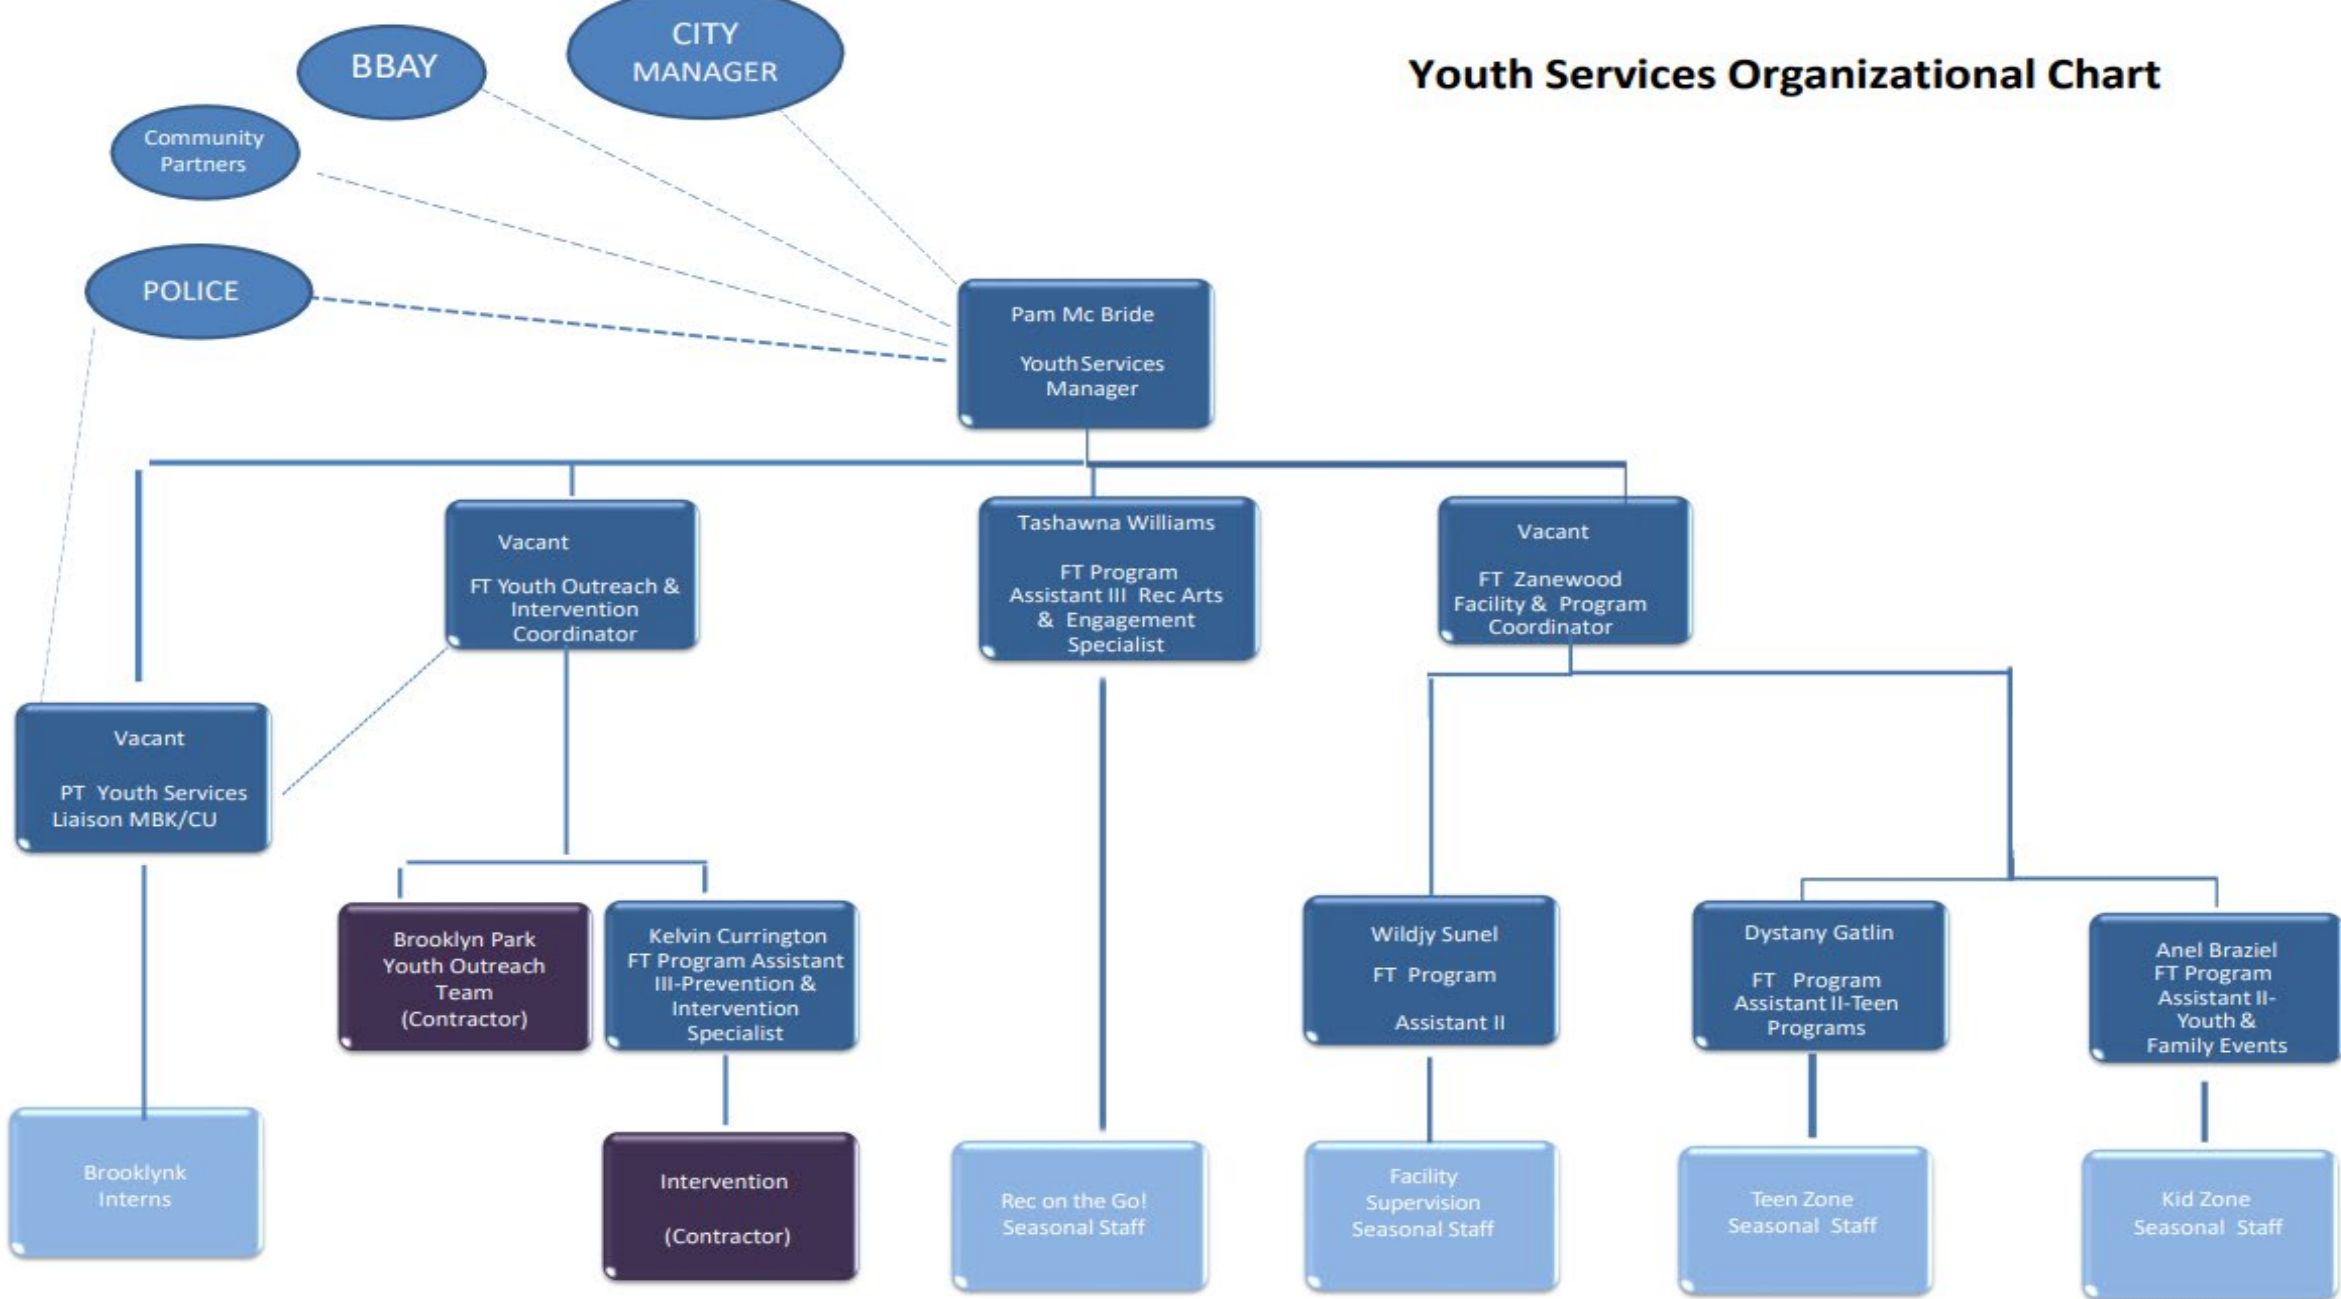 CITY
MANAGER
BBAY
Youth Services Organizational Chart
Community
Partners
POLICE
Pam Mc Bride
Youth Services
Manager
Vacant
FT Youth Outreach &
Intervention
Coordinator
Tashawna Williams
FT Program
Assistant III Rec Arts
& Engagement
Specialist
Vacant
FT Zanewood
Facility & Program
Coordinator
Vacant
PT Youth Services
Liaison MBK/CU
Brooklyn Park
Youth Outreach
Team
(Contractor)
Kelvin Currington
FT Program Assistant
III-Prevention &
Intervention
Specialist
Wildjy Sunel
FT Program
Assistant II
Dystany Gatlin
FT Program
Assistant II-Teen
Programs
Anel Braziel
FT Program
Assistant II-
Youth &
Family Events
Brooklynk
Interns
Intervention
(Contractor)
Rec on the Go!
Seasonal Staff
Facility
Supervision
Seasonal Staff
Teen Zone
Seasonal Staff
Kid Zone
Seasonal Staff